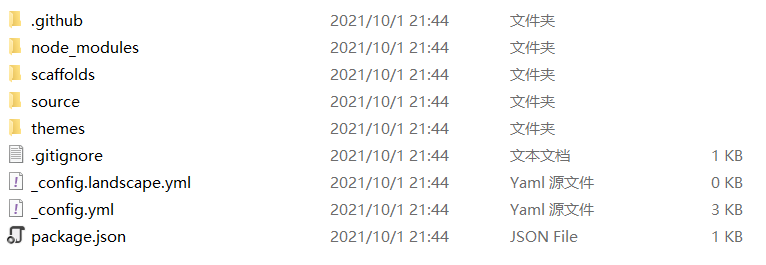 .github 2021/10/1 21:44 文件夹
node_modules 2021/10/1 21:44 文件夹
scaffolds 2021/10/1 21:44 文件夹
source 2021/10/1 21:44 文件夹
themes 2021/10/1 21:44 文件夹
.gitignore 2021/10/1 21:44 文本文档 1 KB
_config.landscape.yml 2021/10/1 21:44 Yaml 源文件 0 KB
_config.yml 2021/10/1 21:44 Yaml 源文件 3 KB
package.json 2021/10/1 21:44 JSON File 1 KB